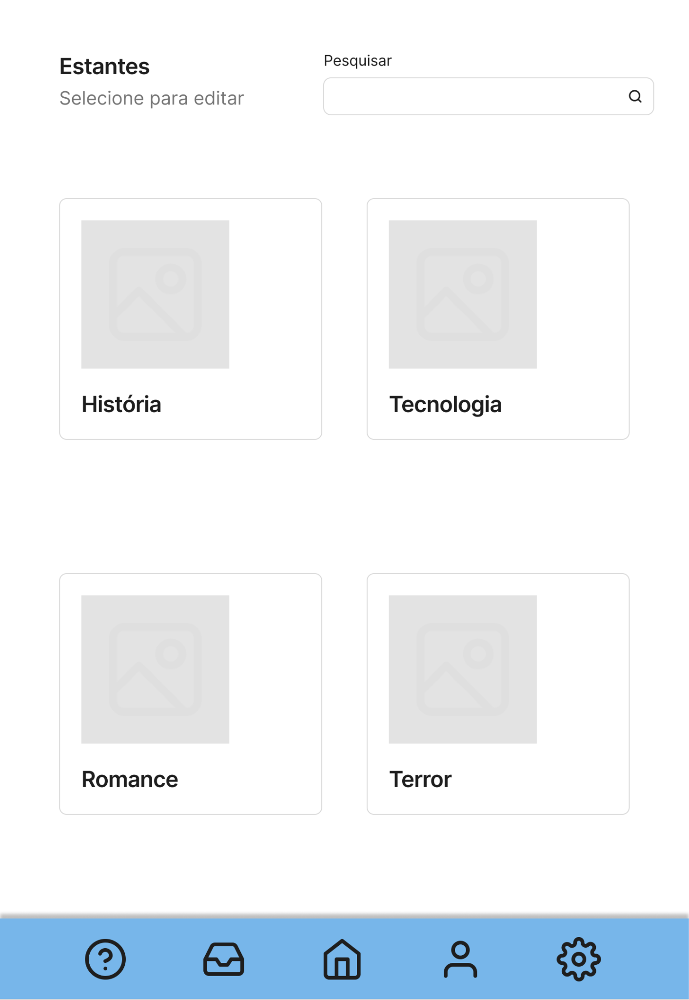 Estantes
Selecione para editar
Pesquisar
História
Tecnologia
Romance
Terror